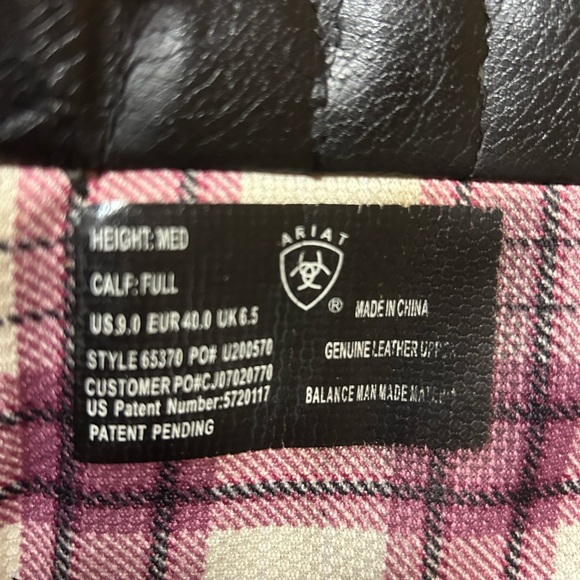 HEIGHT: MED
CALF: FULL
US 9.0 EUR 40.0 UK 6.5
STYLE 65370 PO# U200570
CUSTOMER PO#CJ07020770
US Patent Number:5720117
PATENT PENDING
ARIAT
®
MADE IN CHINA
GENUINE LEATHER
BALANCE MAN MADE